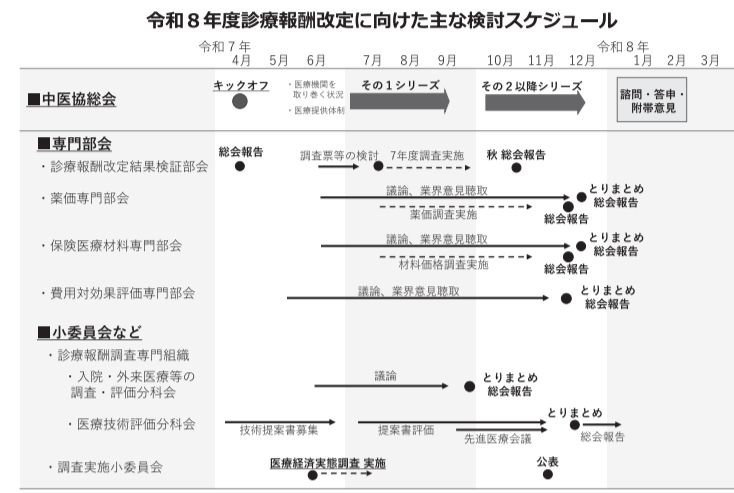 令和８年度診療報酬改定に向けた主な検討スケジュール
令和７年
令和８年
4月 5月 6月 7月 8月 9月 10月 11月 12月 1月 2月 3月
■中医協総会
キックオフ
・医療機関を
取り巻く状況
・医療提供体制
その１シリーズ
その２以降シリーズ
諮問・答申・
附帯意見
■専門部会
・診療報酬改定結果検証部会
総会報告
調査票等の検討
7年度調査実施
秋 総会報告
・薬価専門部会
議論、業界意見聴取
薬価調査実施
とりまとめ
総会報告
総会報告
・保険医療材料専門部会
議論、業界意見聴取
材料価格調査実施
とりまとめ
総会報告
総会報告
・費用対効果評価専門部会
議論、業界意見聴取
とりまとめ
総会報告
■小委員会など
・診療報酬調査専門組織
・入院・外来医療等の
調査・評価分科会
議論
とりまとめ
総会報告
・医療技術評価分科会
技術提案書募集
提案書評価
先進医療会議
とりまとめ
総会報告
・調査実施小委員会
医療経済実態調査 実施
公表